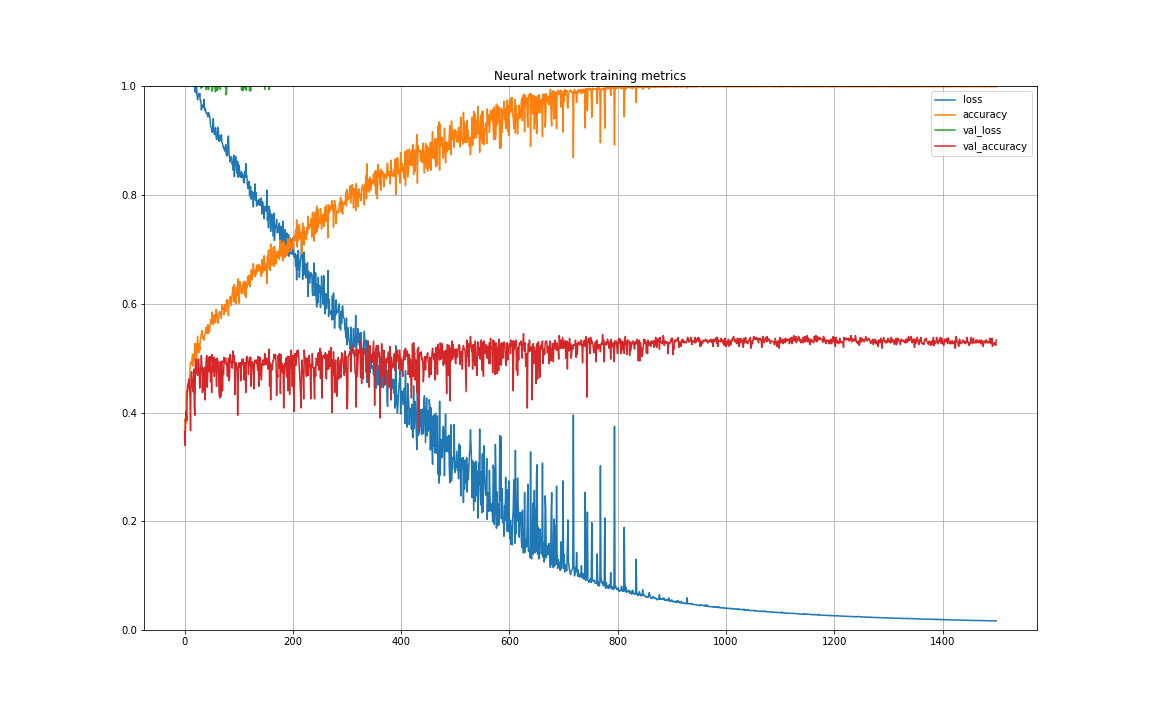 Neural network training metrics
1.0
0.8
0.6
0.4
0.2
0.0
loss
accuracy
val_loss
val_accuracy
0 200 400 600 800 1000 1200 1400